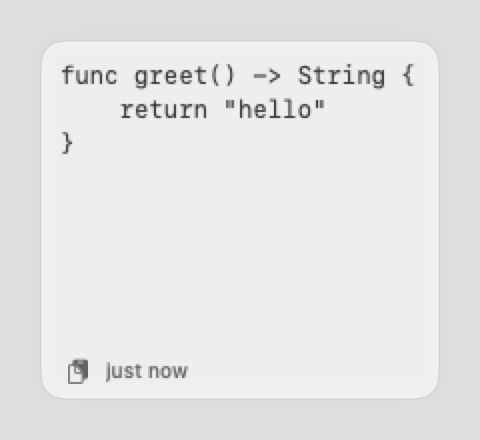 func greet() -> String {
    return "hello"
}
just now